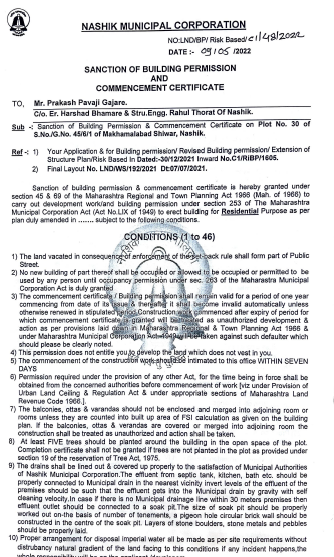 NASHIK MUNICIPAL CORPORATION
NO:LND/BP/ Risk Based/C1/48/2022
DATE :- 09/05/2022
SANCTION OF BUILDING PERMISSION
AND
COMMENCEMENT CERTIFICATE
TO, Mr. Prakash Pavaji Gajare.
C/o. Er. Harshad Bhamare & Stru.Engg. Rahul Thorat Of Nashik.
Sub -: Sanction of Building Permission & Commencement Certificate on Plot No. 30 of
S.No./G.No. 45/6/1 of Makhamalabad Shiwar, Nashik.
Ref -: 1) Your Application & for Building permission/ Revised Building permission/ Extension of
Structure Plan/Risk Based In Dated:-30/12/2021 Inward No.C1/RiBP/1605.
2) Final Layout No. LND/WS/192/2021 Dt:07/07/2021.
Sanction of building permission & commencement certificate is hereby granted under
section 45 & 69 of the Maharashtra Regional and Town Planning Act 1966 (Mah. of 1966) to
carry out development work/and building permission under section 253 of The Maharashtra
Municipal Corporation Act (Act No.LIX of 1949) to erect building for Residential Purpose as per
plan duly amended in ....... subject to the following conditions.
CONDITIONS (1 to 46)
1) The land vacated in consequence of enforcement of the set-back rule shall form part of Public
Street.
2) No new building of part thereof shall be occupied or allowed to be occupied or permitted to be
used by any person until occupancy permission under sec. 263 of the Maharashtra Municipal
Corporation Act is duly granted
3) The commencement certificate / Building permission shall remain valid for a period of one year
commencing from date of its issue & thereafter it shall become invalid automatically unless
otherwise renewed in stipulated period Construction work commenced after expiry of period for
which commencement certificate is granted will be treated as unauthorized development &
action as per provisions laid down in Maharashtra Regional & Town Planning Act 1966 &
under Maharashtra Municipal Corporation Act. 1949 will be taken against such defaulter which
should please be clearly noted.
4) This permission does not entitle you to develop the land which does not vest in you.
5) The commencement of the construction work should be intimated to this office WITHIN SEVEN
DAYS
6) Permission required under the provision of any other Act, for the time being in force shall be
obtained from the concerned authorities before commencement of work [viz under Provision of
Urban Land Ceiling & Regulation Act & under appropriate sections of Maharashtra Land
Revenue Code 1966.].
7) The balconies, ottas & varandas should not be enclosed and merged into adjoining room or
rooms unless they are counted into built up area of FSI calculation as given on the building
plan. If the balconies, ottas & verandas are covered or merged into adjoining room the
construction shall be treated as unauthorized and action shall be taken.
8) At least FIVE trees should be planted around the building in the open space of the plot.
Completion certificate shall not be granted if trees are not planted in the plot as provided under
section 19 of the reservation of Tree Act, 1975.
9) The drains shall be lined out & covered up properly to the satisfaction of Municipal Authorities
of Nashik Municipal Corporation.The effluent from septic tank, kitchen, bath etc. should be
properly connected to Municipal drain in the nearest vicinity invert levels of the effluent of the
premises should be such that the effluent gets into the Municipal drain by gravity with self
cleaning velocity.In case if there is no Municipal drainage line within 30 meters premises then
effluent outlet should be connected to a soak pit.The size of soak pit should be properly
worked out-on the basis of number of tenements, a pigeon hole circular brick wall should be
constructed in the centre of the soak pit. Layers of stone boulders, stone metals and pebbles
should be properly laid.
10) Proper arrangement for disposal imperial water all be made as per site requirements without
distrubancy natural gradient of the land facing to this conditions if any incident happens,the